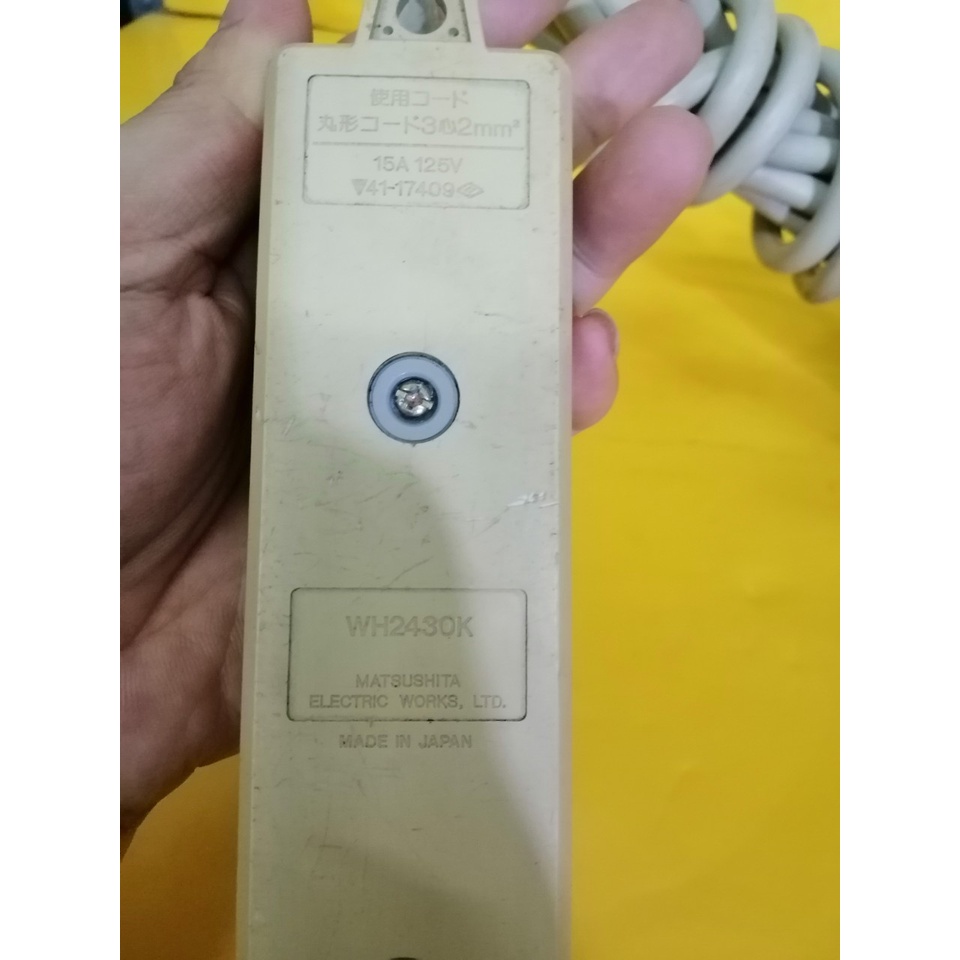 使用コード
丸形コード3心2mm²
15A 125V
▽41-17409
WH2430K
MATSUSHITA
ELECTRIC WORKS, LTD.
MADE IN JAPAN